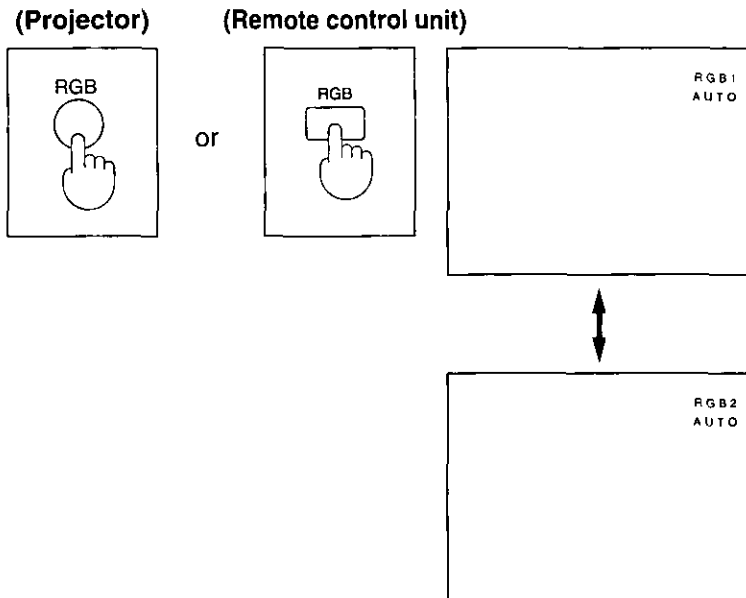 (Projector)
(Remote control unit)
RGB
or
RGB
RGB1
AUTO
RGB2
AUTO